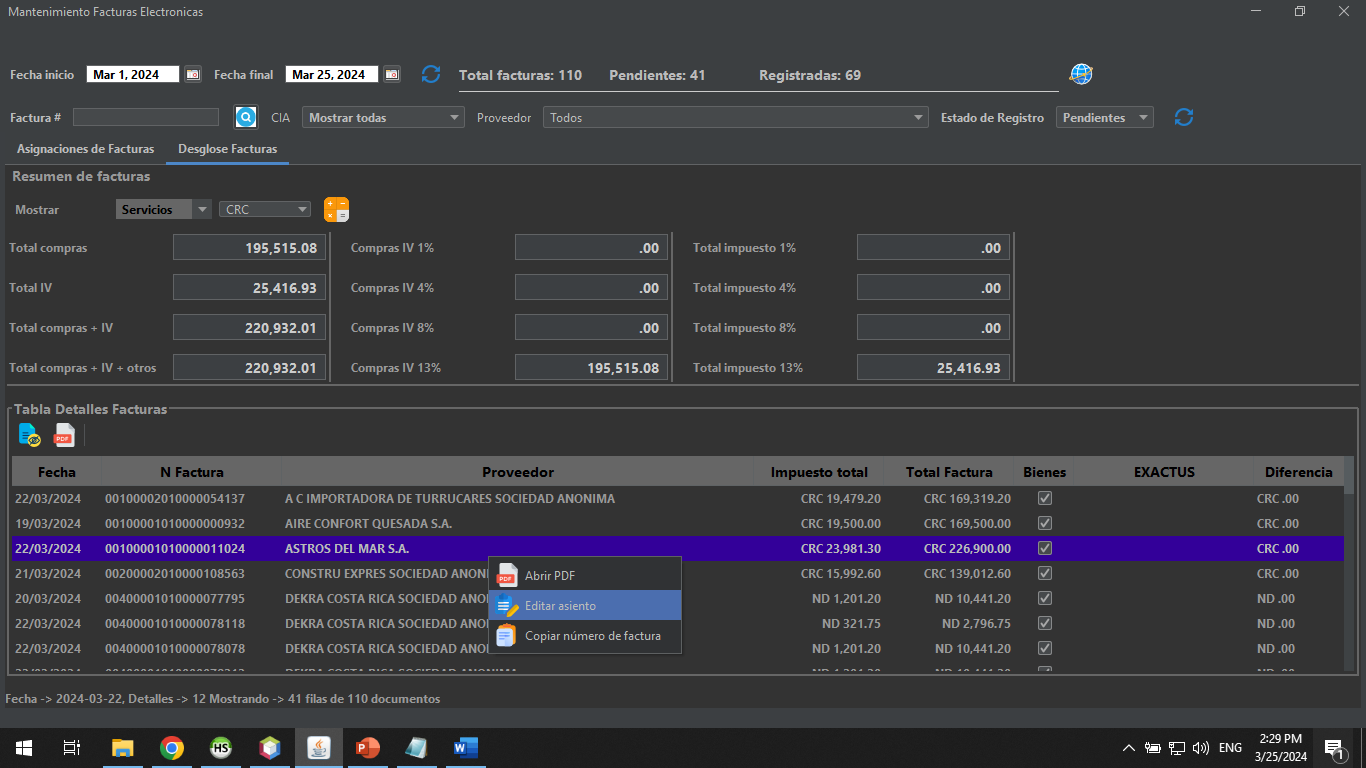 Mantenimiento Facturas Electronicas
Fecha inicio Mar 1, 2024 Fecha final Mar 25, 2024 Total facturas: 110 Pendientes: 41 Registradas: 69
Factura # CIA Mostrar todas Proveedor Todos Estado de Registro Pendientes
Asignaciones de Facturas Desglose Facturas
Resumen de facturas
Mostrar Servicios CRC
Total compras 195,515.08 Compras IV 1% .00 Total impuesto 1% .00
Total IV 25,416.93 Compras IV 4% .00 Total impuesto 4% .00
Total compras + IV 220,932.01 Compras IV 8% .00 Total impuesto 8% .00
Total compras + IV + otros 220,932.01 Compras IV 13% 195,515.08 Total impuesto 13% 25,416.93
Tabla Detalles Facturas
PDF
Fecha N Factura Proveedor Impuesto total Total Factura Bienes EXACTUS Diferencia
22/03/2024 00100002010000054137 A C IMPORTADORA DE TURRUCARES SOCIEDAD ANONIMA CRC 19,479.20 CRC 169,319.20 CRC .00
19/03/2024 00100001010000000932 AIRE CONFORT QUESADA S.A. CRC 19,500.00 CRC 169,500.00 CRC .00
22/03/2024 00100001010000011024 ASTROS DEL MAR S.A. CRC 23,981.30 CRC 226,900.00 CRC .00
21/03/2024 00200002010000108563 CONSTRU EXPRES SOCIEDAD CRC 15,992.60 CRC 139,012.60 CRC .00
PDF Abrir PDF
20/03/2024 00400001010000077795 DEKRA COSTA RICA SOCIEDAD ND 1,201.20 ND 10,441.20 ND .00
Editar asiento
22/03/2024 00400001010000078118 DEKRA COSTA RICA SOCIEDAD ND 321.75 ND 2,796.75 ND .00
Copiar número de factura
22/03/2024 00400001010000078078 DEKRA COSTA RICA SOCIEDAD ND 1,201.20 ND 10,441.20 ND .00
Fecha -> 2024-03-22, Detalles -> 12 Mostrando -> 41 filas de 110 documentos
HS P W ENG 2:29 PM
3/25/2024 1